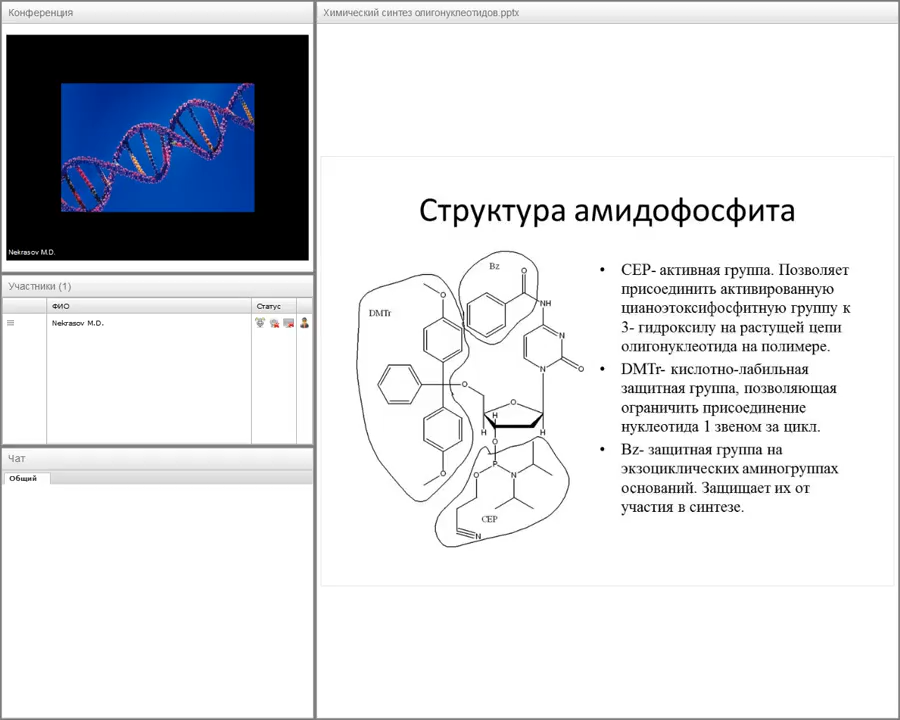 Конференция
Nekrasov M.D.
Участники (1)
ФИО
Статус
Nekrasov M.D.
Чат
Общий
Химический синтез олигонуклеотидов.pptx
Структура амидофосфита
Bz
O
NH
DMTr
O
N
N
O
O
O
H
H
H
O
P
O
N
O
CEP
N
• CEP- активная группа. Позволяет
присоединить активированную
цианоэтоксифосфитную группу к
3- гидроксилу на растущей цепи
олигонуклеотида на полимере.
• DMTr- кислотно-лабильная
защитная группа, позволяющая
ограничить присоединение
нуклеотида 1 звеном за цикл.
• Bz- защитная группа на
экзоциклических аминогруппах
оснований. Защищает их от
участия в синтезе.